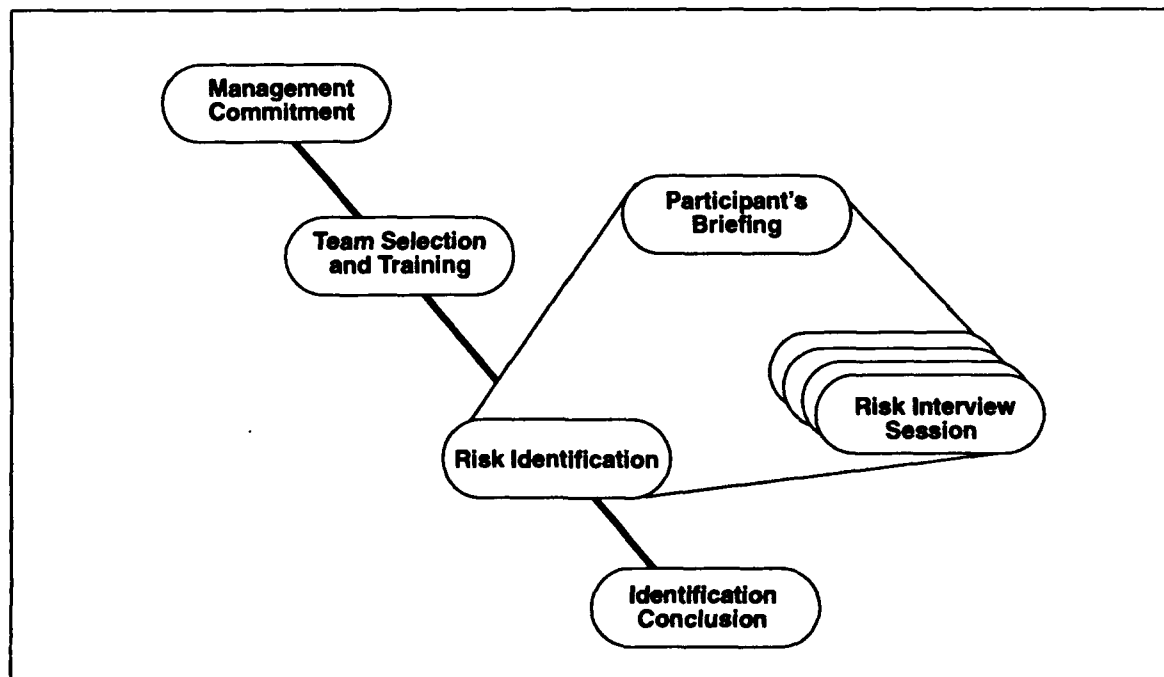 Management
Commitment
Team Selection
and Training
Participant's
Briefing
Risk Interview
Session
Risk Identification
Identification
Conclusion